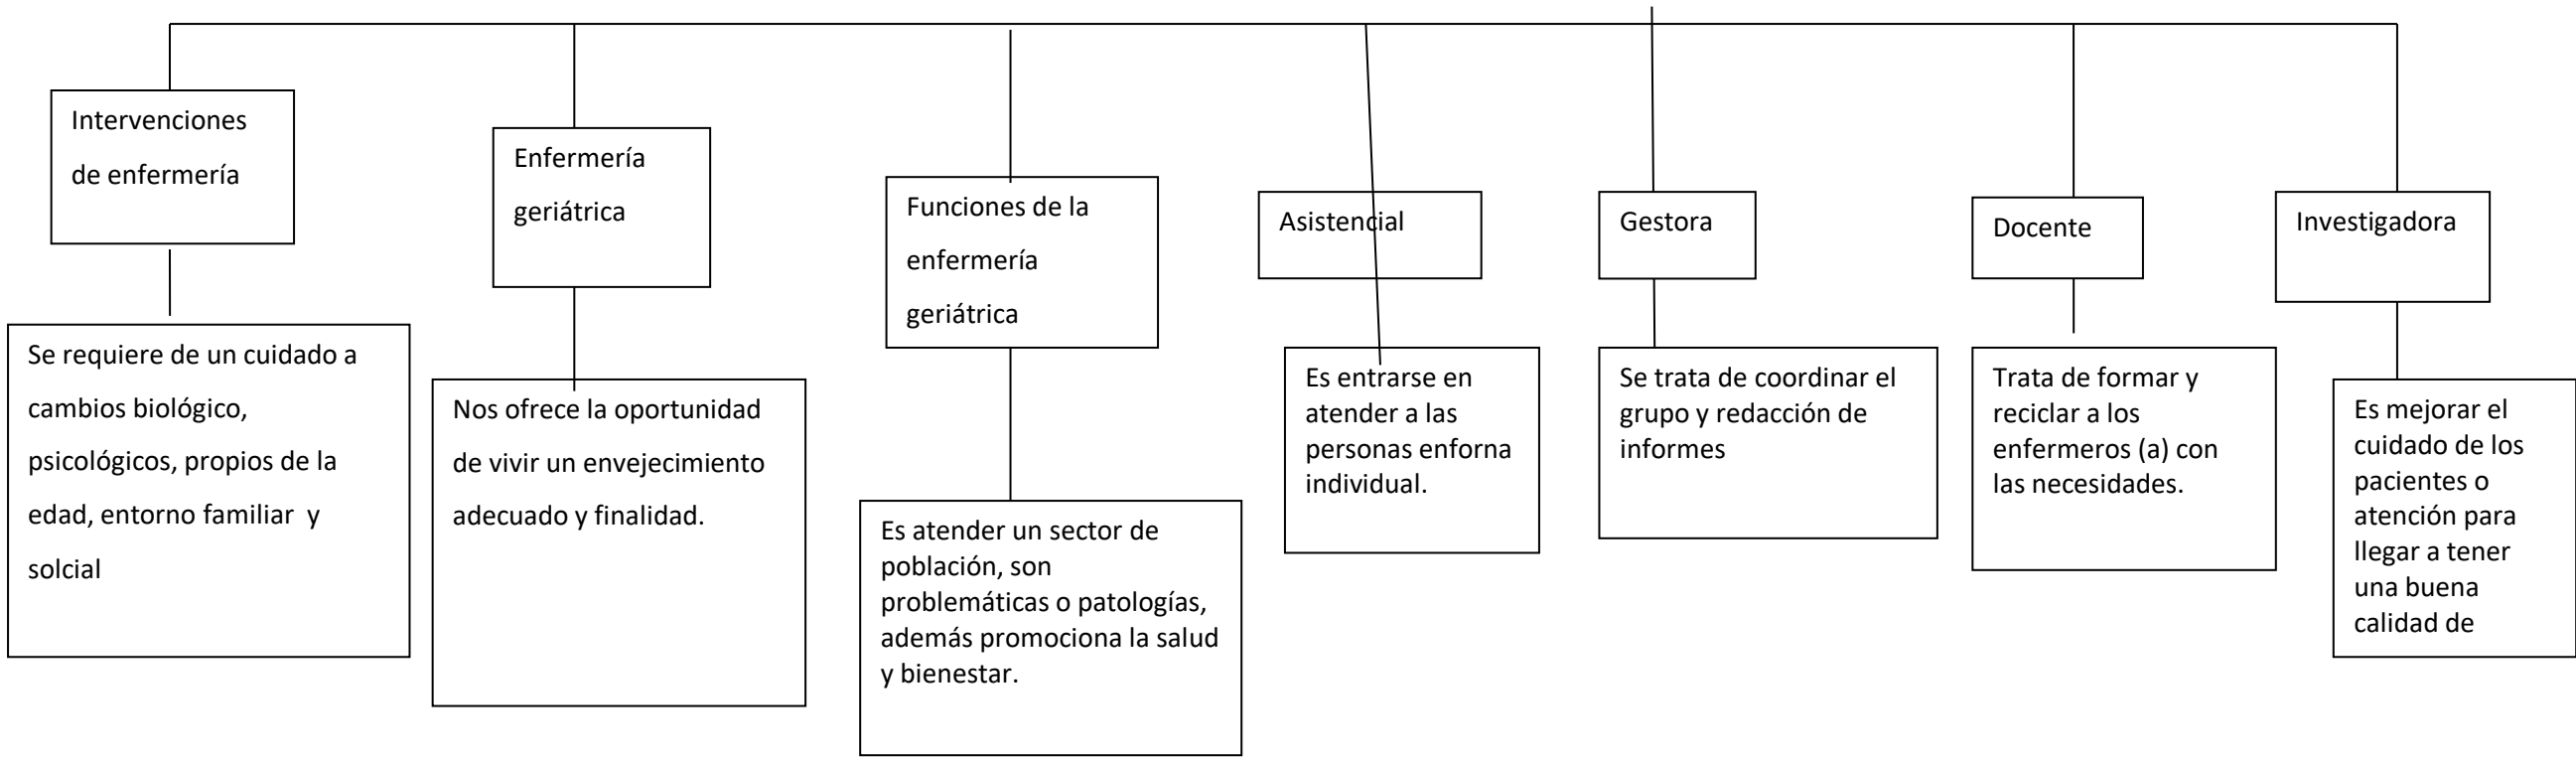 Intervenciones
de enfermería
Enfermería
geriátrica
Funciones de la
enfermería
geriátrica
Asistencial
Gestora
Docente
Investigadora
Se requiere de un cuidado a
cambios biológico,
psicológicos, propios de la
edad, entorno familiar y
solcial
Nos ofrece la oportunidad
de vivir un envejecimiento
adecuado y finalidad.
Es atender un sector de
población, son
problemáticas o patologías,
además promociona la salud
y bienestar.
Es entrarse en
atender a las
personas enforna
individual.
Se trata de coordinar el
grupo y redacción de
informes
Trata de formar y
reciclar a los
enfermeros (a) con
las necesidades.
Es mejorar el
cuidado de los
pacientes o
atención para
llegar a tener
una buena
calidad de